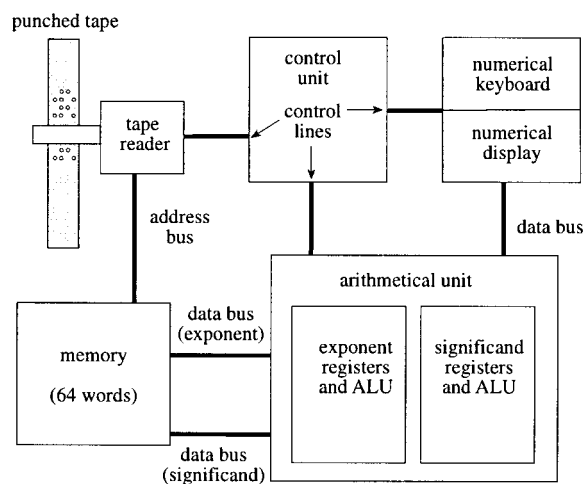 punched tape
control
unit
numerical
keyboard
control
lines
tape
reader
numerical
display
address
bus
data bus
arithmetical unit
data bus
(exponent)
memory
(64 words)
exponent
registers
and ALU
significand
registers
and ALU
data bus
(significand)